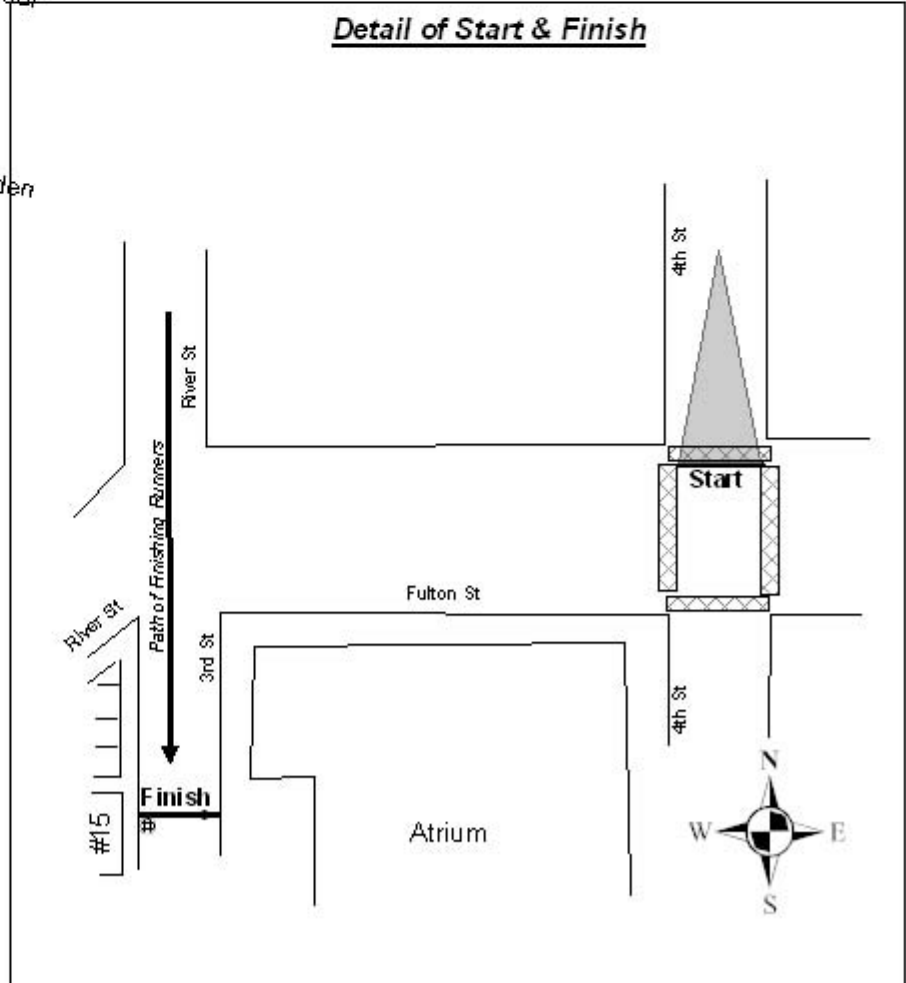 Detail of Start & Finish
den
4th St
River St
Path of Finishing Runners
Start
Fulton St
River St
3rd St
4th St
Finish
#
#15
Atrium
N
W
E
S